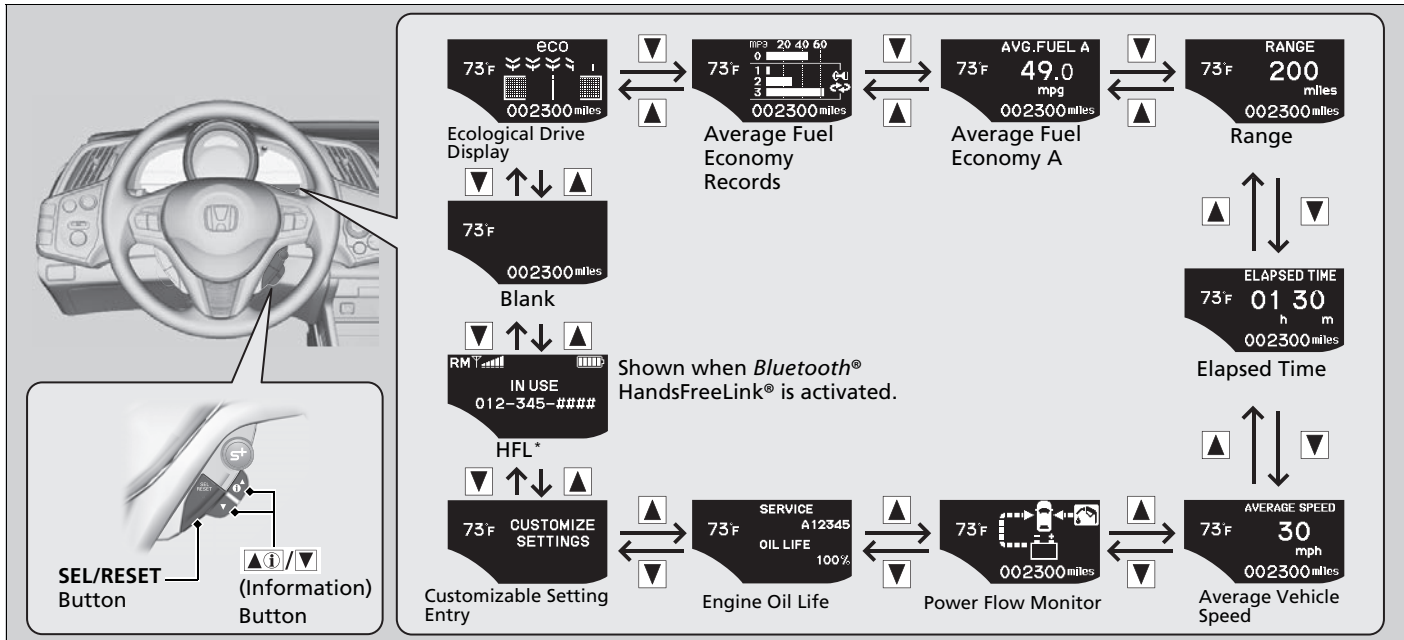 eco
73°F
002300 miles
Ecological Drive
Display
mpg 20 40 60
0
1
2
3
73°F
002300 miles
Average Fuel
Economy
Records
AVG.FUEL A
73°F
49.0
mpg
002300 miles
Average Fuel
Economy A
RANGE
73°F
200
miles
002300 miles
Range
73°F
002300 miles
Blank
ELAPSED TIME
73°F
01 30
h m
002300 miles
Elapsed Time
RM
IN USE
012-345-####
HFL*
Shown when Bluetooth®
HandsFreeLink® is activated.
73°F
CUSTOMIZE
SETTINGS
Customizable Setting
Entry
SERVICE
A12345
73°F
OIL LIFE
100%
Engine Oil Life
73°F
002300 miles
Power Flow Monitor
AVERAGE SPEED
73°F
30
mph
002300 miles
Average Vehicle
Speed
S+
SEL
RESET
i
SEL/RESET
Button
▲ⓘ/▼
(Information)
Button